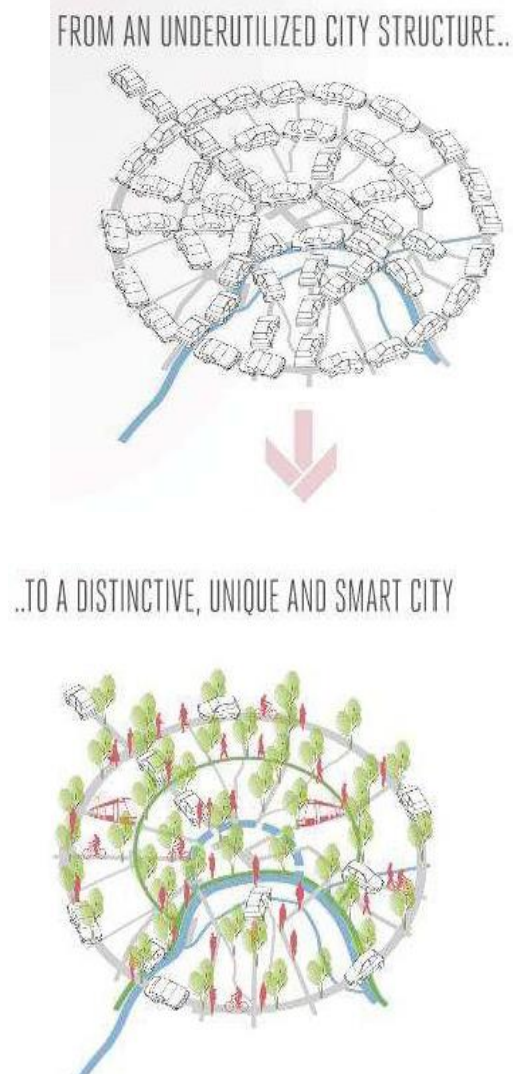 FROM AN UNDERUTILIZED CITY STRUCTURE..
..TO A DISTINCTIVE, UNIQUE AND SMART CITY